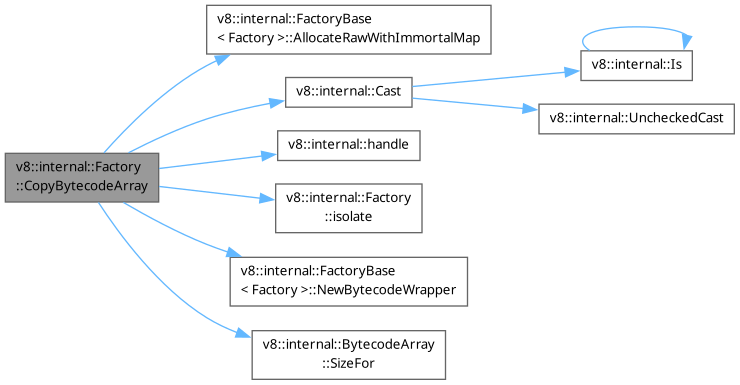 v8::internal::FactoryBase
< Factory >::AllocateRawWithImmortalMap
v8::internal::Cast
v8::internal::Is
v8::internal::UncheckedCast
v8::internal::handle
v8::internal::Factory
::CopyBytecodeArray
v8::internal::Factory
::isolate
v8::internal::FactoryBase
< Factory >::NewBytecodeWrapper
v8::internal::BytecodeArray
::SizeFor